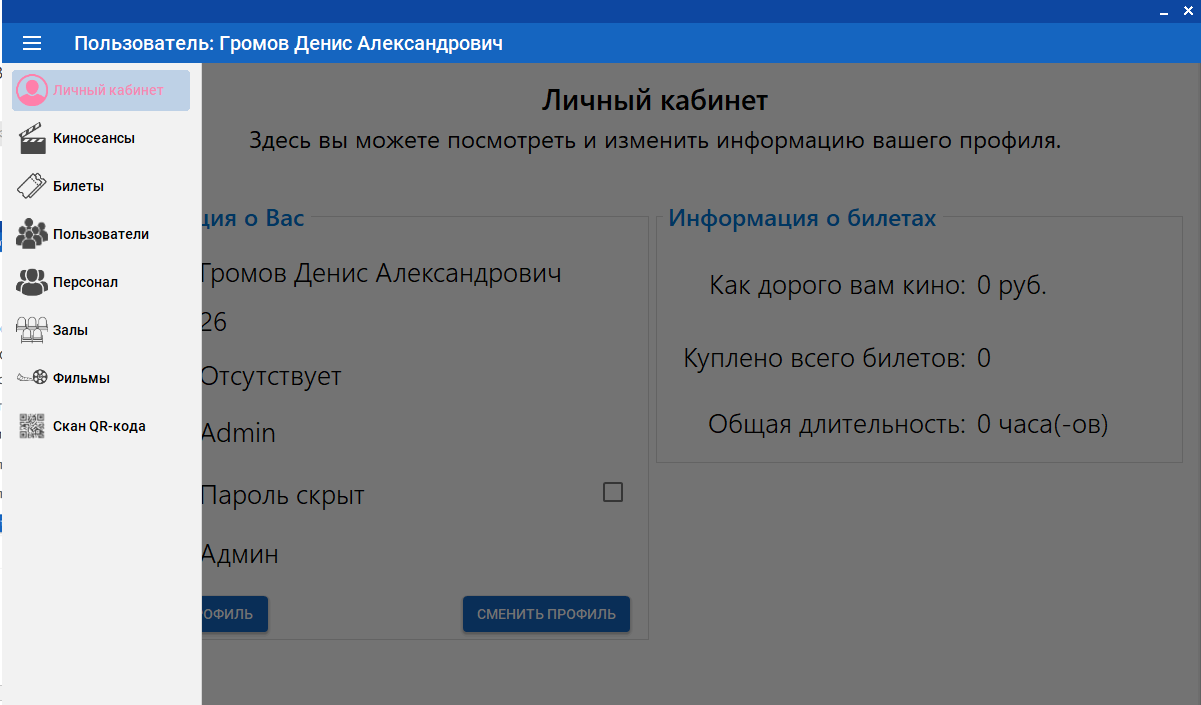 Пользователь: Громов Денис Александрович
Личный кабинет
Киносеансы
Билеты
Пользователи
Персонал
Залы
Фильмы
Скан QR-кода
Личный кабинет
Здесь вы можете посмотреть и изменить информацию вашего профиля.
о Вас
Громов Денис Александрович
26
Отсутствует
Admin
Пароль скрыт
Админ
СМЕНИТЬ ПРОФИЛЬ
Информация о билетах
Как дорого вам кино: 0 руб.
Куплено всего билетов: 0
Общая длительность: 0 часа(-ов)